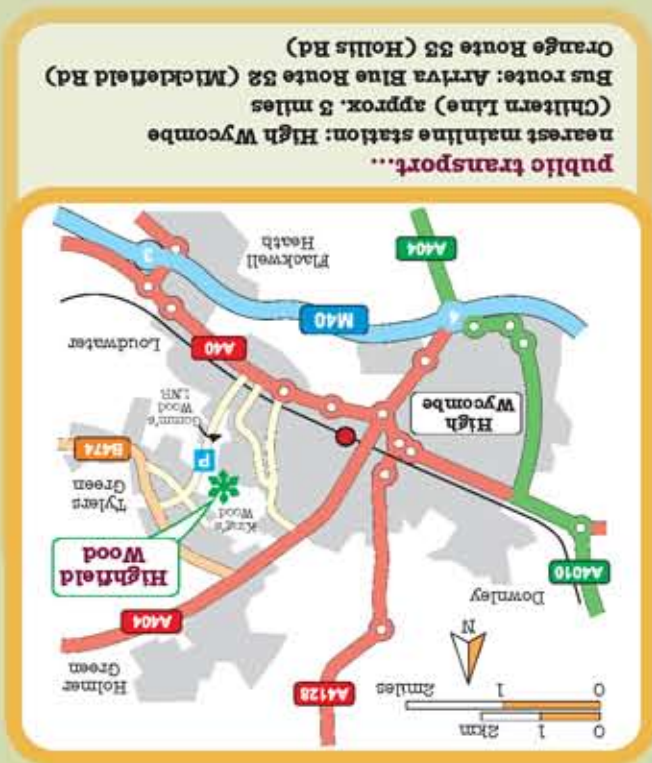 0 1 2km
0 1 2miles
N
A4128
Holmer
Green
A404
Downley
A4010
Highfield
Wood
King's
Wood
Tylers
Green
P
B474
High
Wycombe
Gomm's
Wood
LNR
A40
Loudwater
M40
4
3
A404
Flackwell
Heath
public transport...
nearest mainline station: High Wycombe
(Chiltern Line) approx. 3 miles
Bus route: Arriva Blue Route 32 (Micklefield Rd)
Orange Route 33 (Hollis Rd)